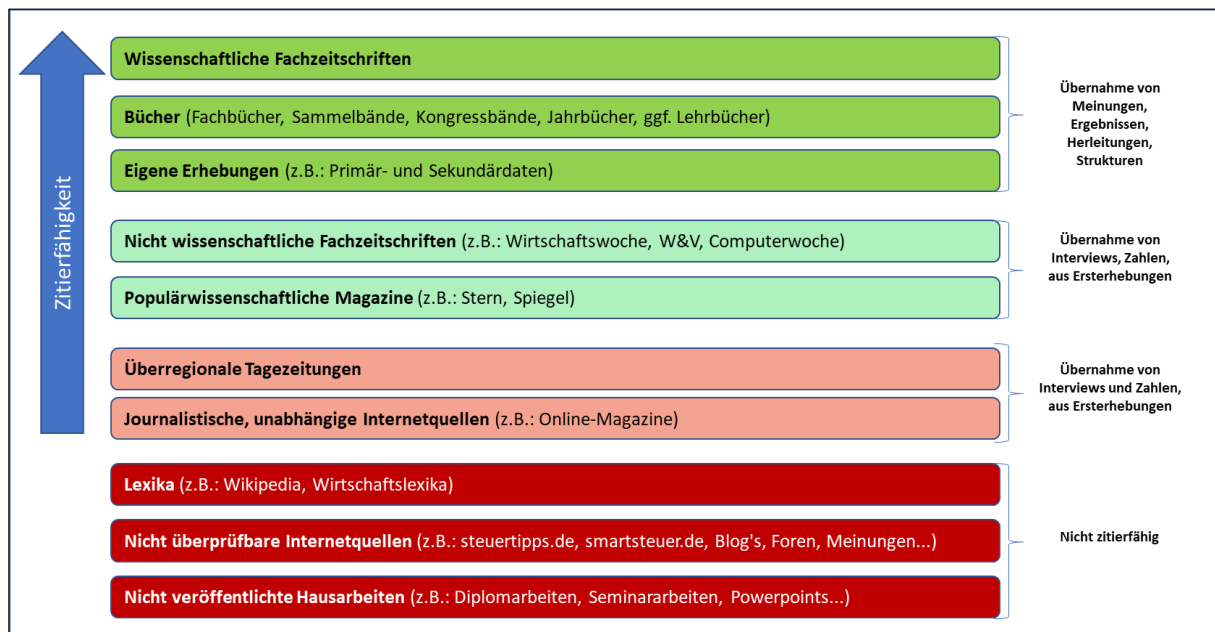 Zitierfähigkeit
Wissenschaftliche Fachzeitschriften
Bücher (Fachbücher, Sammelbände, Kongressbände, Jahrbücher, ggf. Lehrbücher)
Eigene Erhebungen (z.B.: Primär- und Sekundärdaten)
Übernahme von
Meinungen,
Ergebnissen,
Herleitungen,
Strukturen
Nicht wissenschaftliche Fachzeitschriften (z.B.: Wirtschaftswoche, W&V, Computerwoche)
Populärwissenschaftliche Magazine (z.B.: Stern, Spiegel)
Übernahme von
Interviews, Zahlen,
aus Ersterhebungen
Überregionale Tagezeitungen
Journalistische, unabhängige Internetquellen (z.B.: Online-Magazine)
Übernahme von
Interviews und Zahlen,
aus Ersterhebungen
Lexika (z.B.: Wikipedia, Wirtschaftslexika)
Nicht überprüfbare Internetquellen (z.B.: steuertipps.de, smartsteuer.de, Blog's, Foren, Meinungen...)
Nicht veröffentlichte Hausarbeiten (z.B.: Diplomarbeiten, Seminararbeiten, Powerpoints...)
Nicht zitierfähig